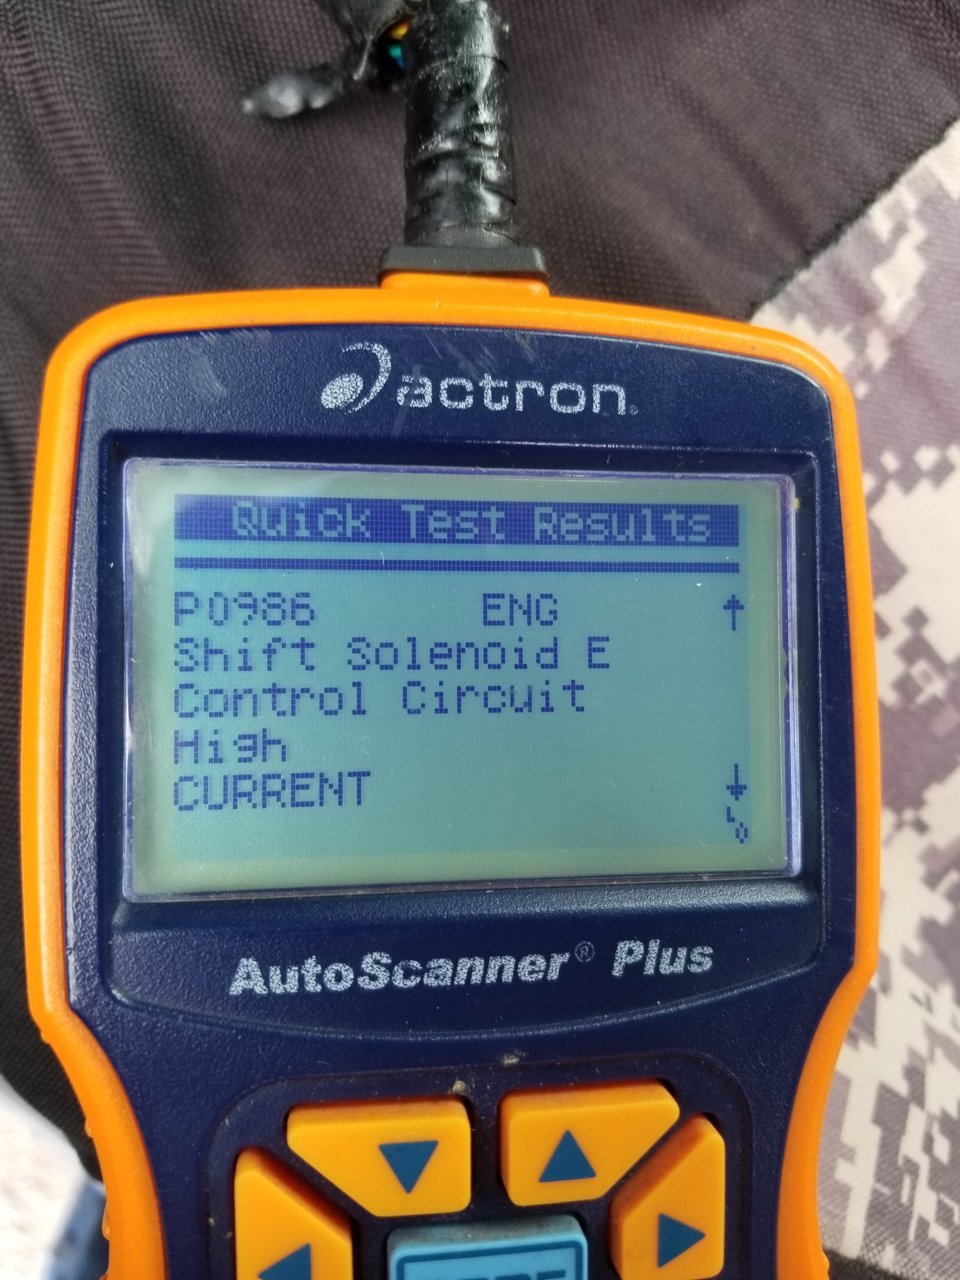 actron
Quick Test Results
P0986 ENG
Shift Solenoid E
Control Circuit
High
CURRENT
AutoScanner® Plus